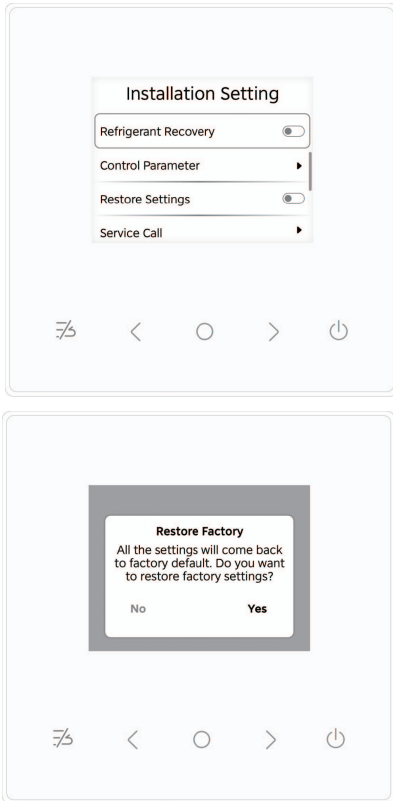 Installation Setting
Refrigerant Recovery
Control Parameter
Restore Settings
Service Call
Restore Factory
All the settings will come back
to factory default. Do you want
to restore factory settings?
No Yes